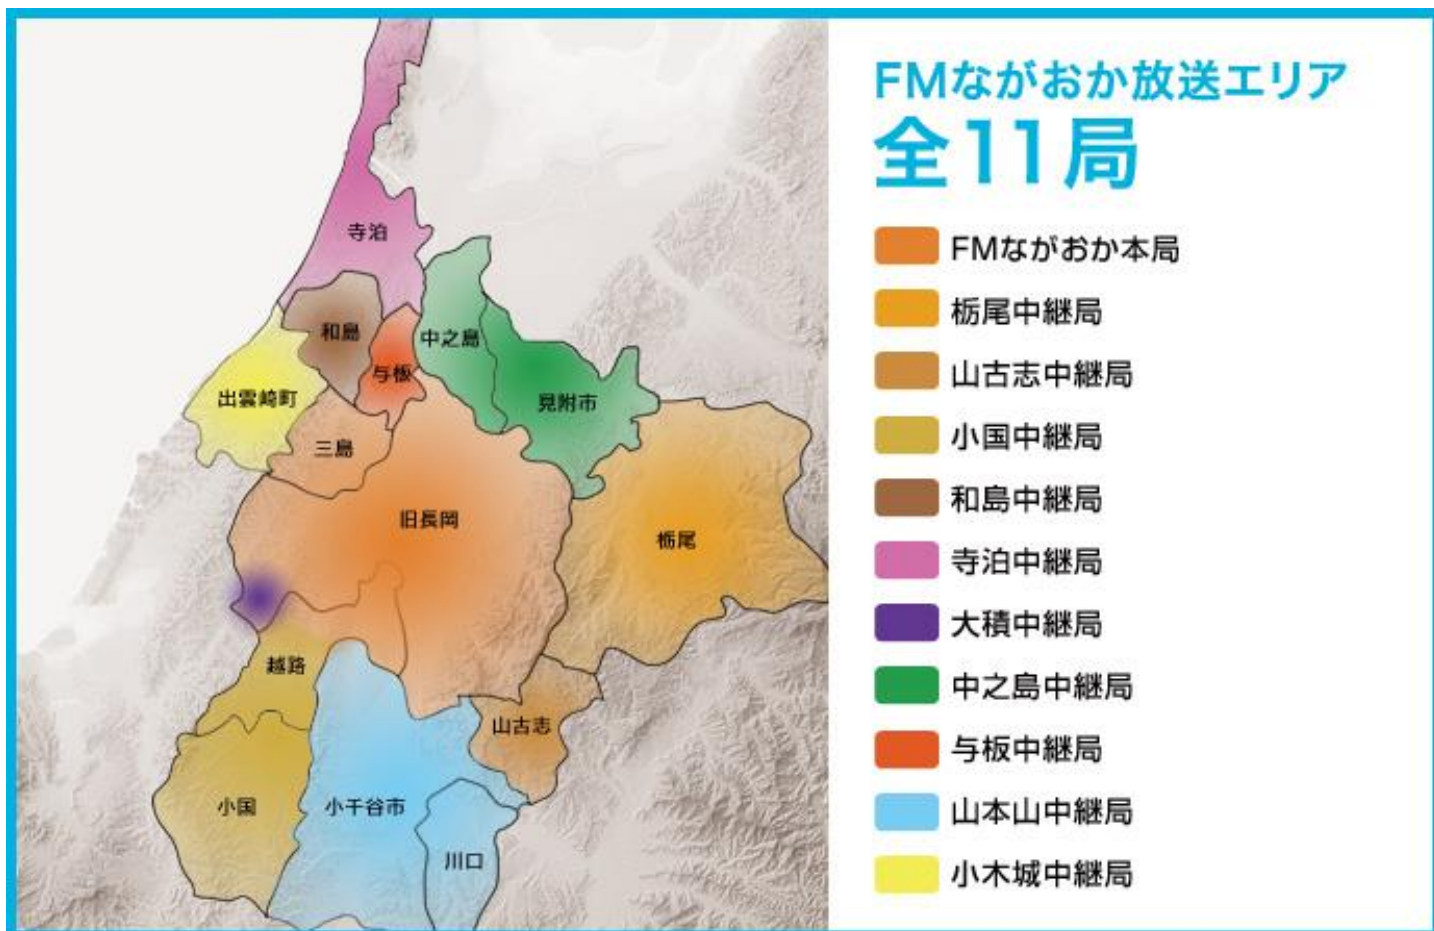 FMながおか放送エリア
全11局
FMながおか本局
栃尾中継局
山古志中継局
小国中継局
和島中継局
寺泊中継局
大積中継局
中之島中継局
与板中継局
山本山中継局
小木城中継局
寺泊
和島
中之島
与板
出雲崎町
見附市
三島
旧長岡
栃尾
越路
山古志
小国
小千谷市
川口